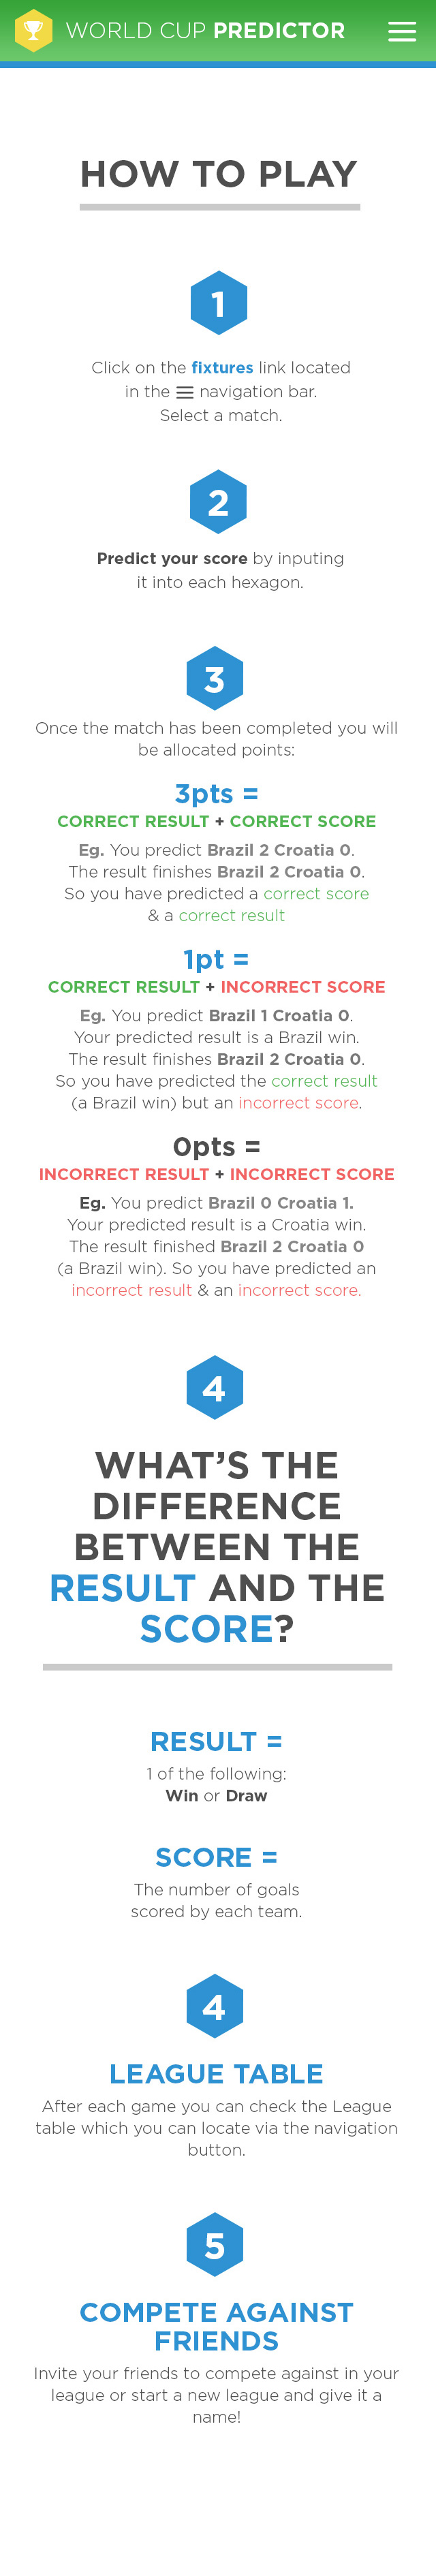 WORLD CUP PREDICTOR
HOW TO PLAY
1
Click on the fixtures link located
in the navigation bar.
Select a match.
2
Predict your score by inputing
it into each hexagon.
3
Once the match has been completed you will
be allocated points:
3pts =
CORRECT RESULT + CORRECT SCORE
Eg. You predict Brazil 2 Croatia 0.
The result finishes Brazil 2 Croatia 0.
So you have predicted a correct score
& a correct result
1pt =
CORRECT RESULT + INCORRECT SCORE
Eg. You predict Brazil 1 Croatia 0.
Your predicted result is a Brazil win.
The result finishes Brazil 2 Croatia 0.
So you have predicted the correct result
(a Brazil win) but an incorrect score.
0pts =
INCORRECT RESULT + INCORRECT SCORE
Eg. You predict Brazil 0 Croatia 1.
Your predicted result is a Croatia win.
The result finished Brazil 2 Croatia 0
(a Brazil win). So you have predicted an
incorrect result & an incorrect score.
4
WHAT’S THE
DIFFERENCE
BETWEEN THE
RESULT AND THE
SCORE?
RESULT =
1 of the following:
Win or Draw
SCORE =
The number of goals
scored by each team.
4
LEAGUE TABLE
After each game you can check the League
table which you can locate via the navigation
button.
5
COMPETE AGAINST
FRIENDS
Invite your friends to compete against in your
league or start a new league and give it a
name!